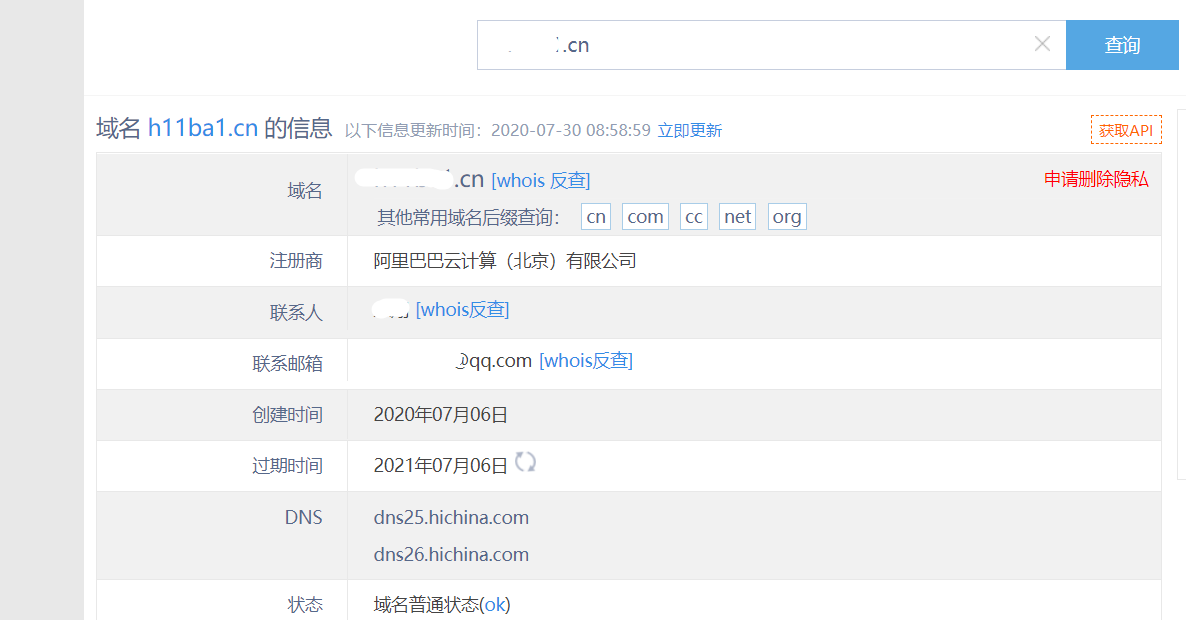 .cn
查询
域名 h11ba1.cn 的信息 以下信息更新时间：2020-07-30 08:58:59 立即更新
获取API
域名
.cn [whois 反查]
申请删除隐私
其他常用域名后缀查询： cn com cc net org
注册商 阿里巴巴云计算（北京）有限公司
联系人 [whois反查]
联系邮箱 qq.com [whois反查]
创建时间 2020年07月06日
过期时间 2021年07月06日
DNS dns25.hichina.com
dns26.hichina.com
状态 域名普通状态(ok)